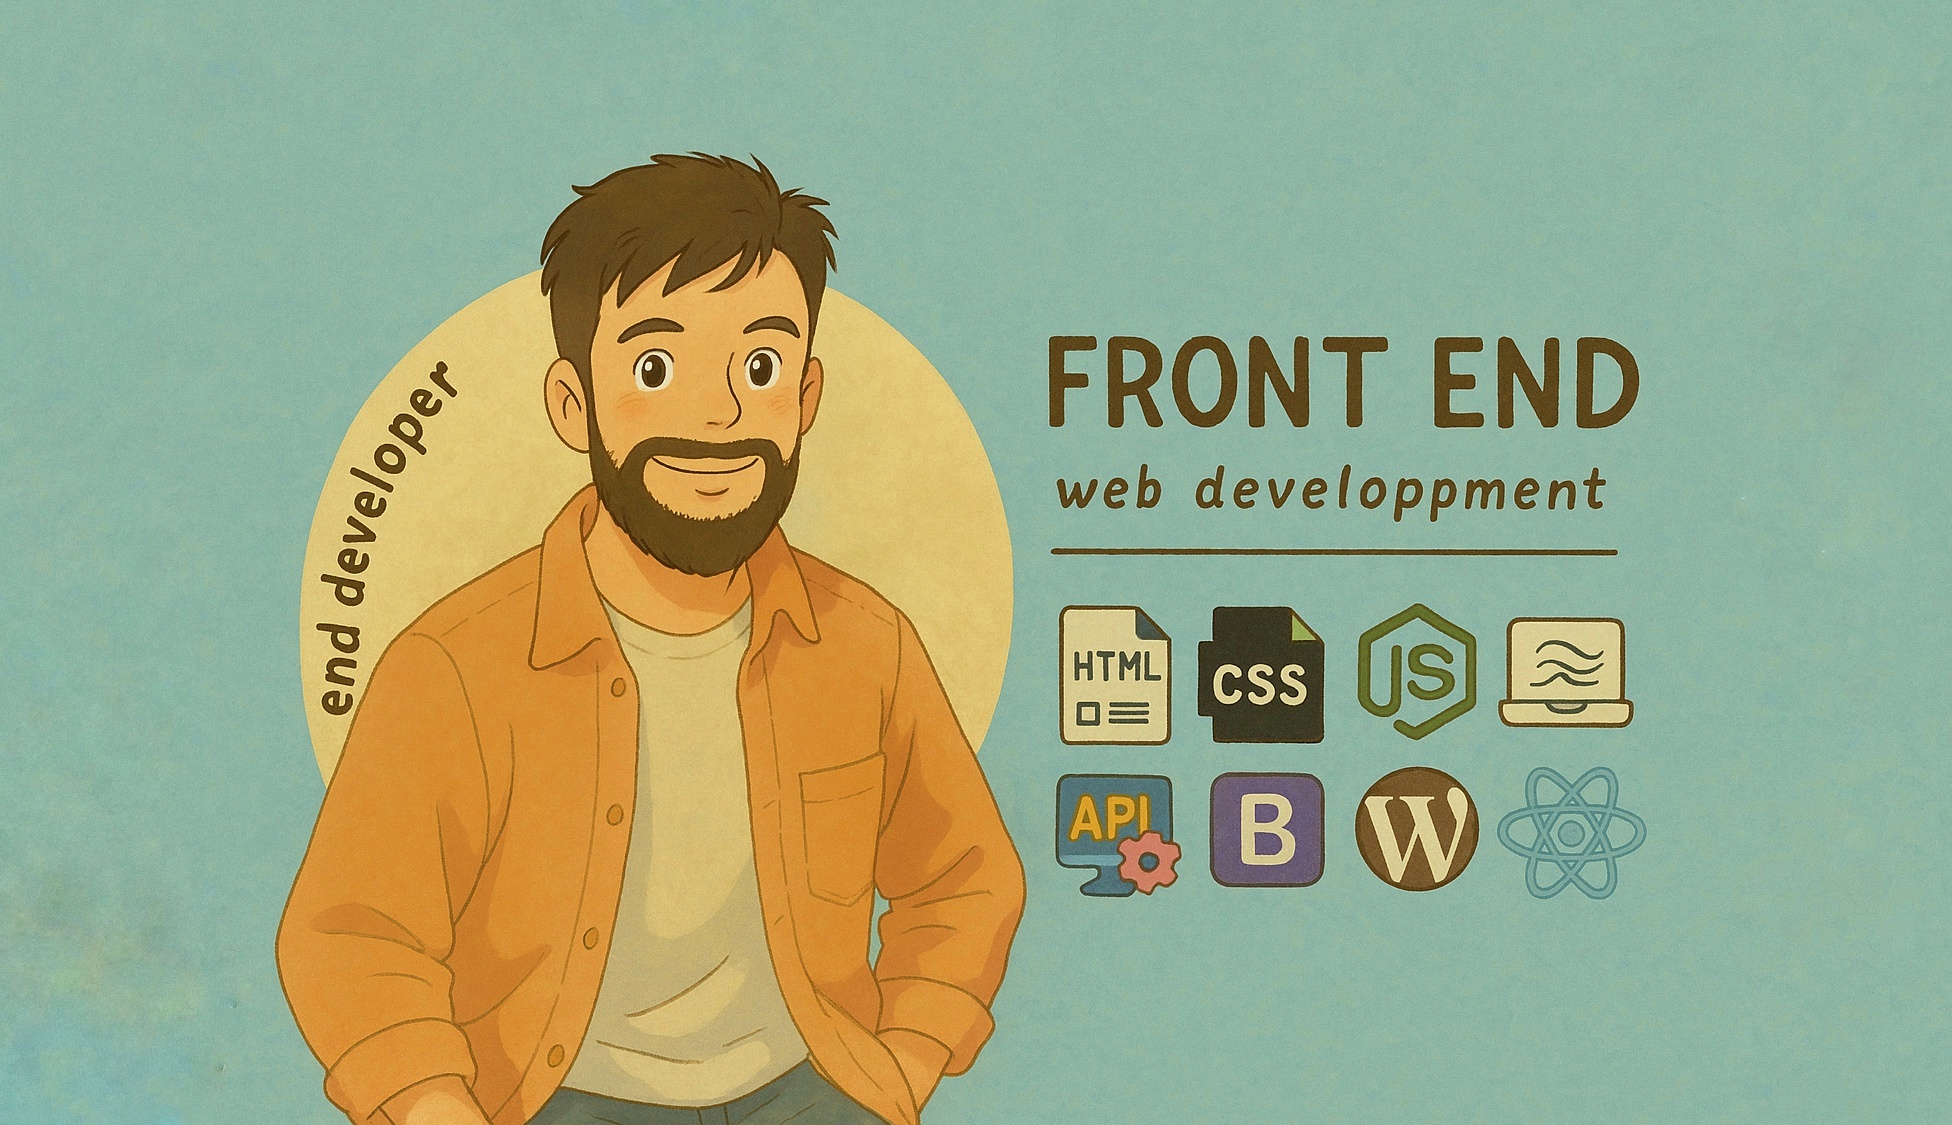 end developer
FRONT END
web developpment
HTML
CSS
JS
API
B
W